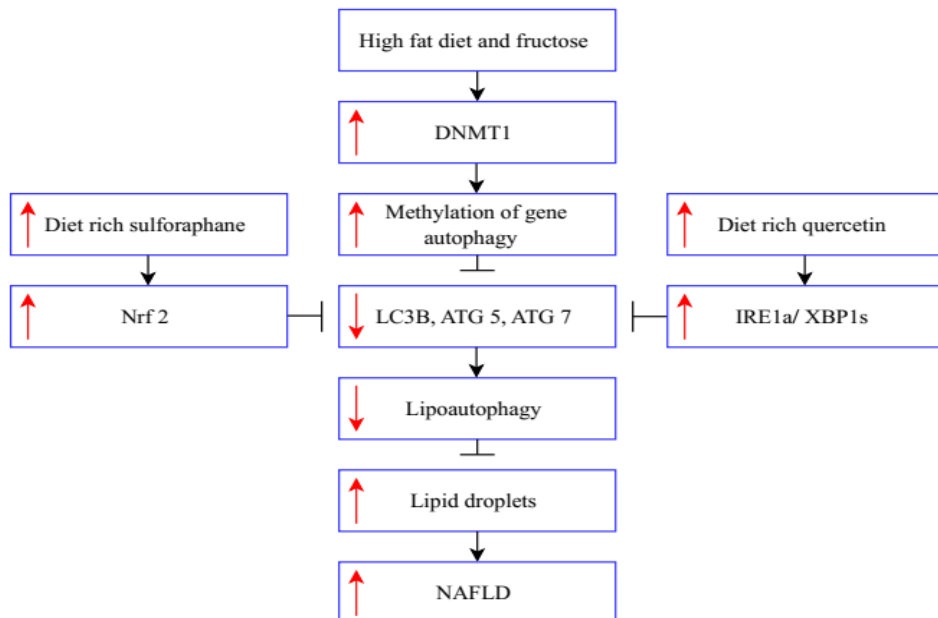 High fat diet and fructose
DNMT1
Diet rich sulforaphane
Methylation of gene
autophagy
Diet rich quercetin
Nrf 2
LC3B, ATG 5, ATG 7
IRE1a/ XBP1s
Lipoautophagy
Lipid droplets
NAFLD